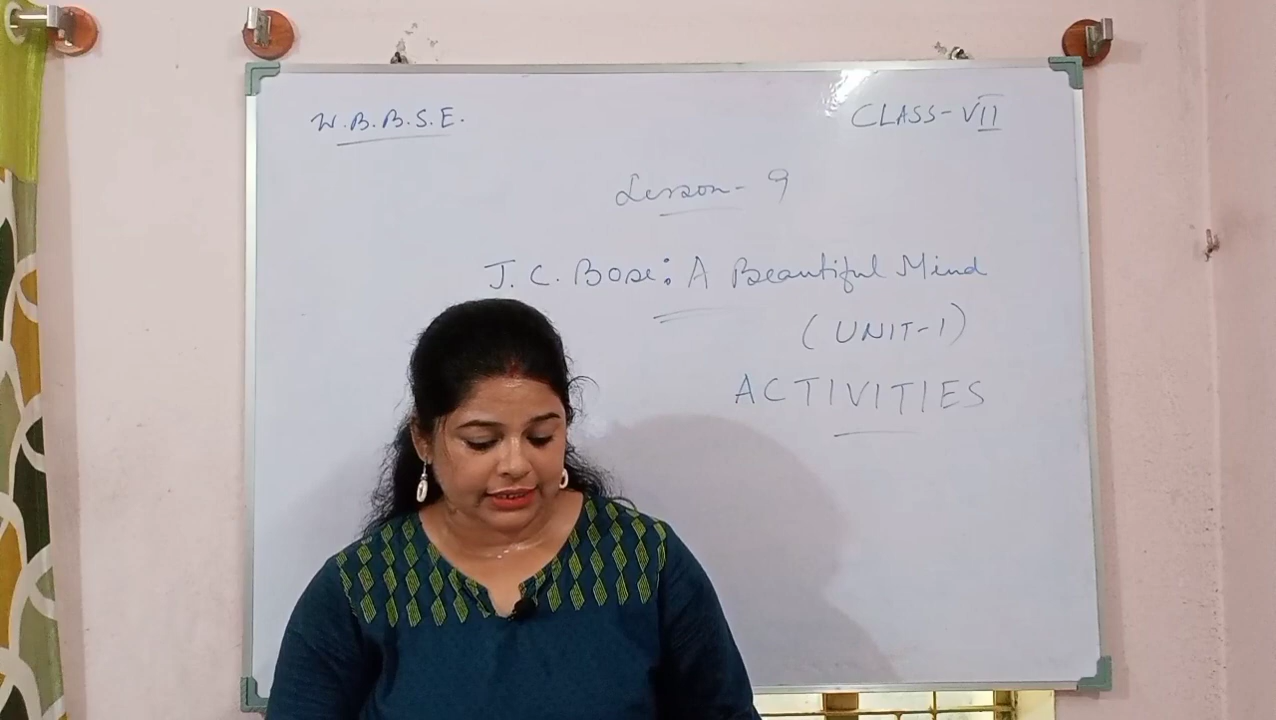 W.B.B.S.E.
CLASS-VII
Lesson- 9
J. C. Bose: A Beautiful Mind
(UNIT-1)
ACTIVITIES